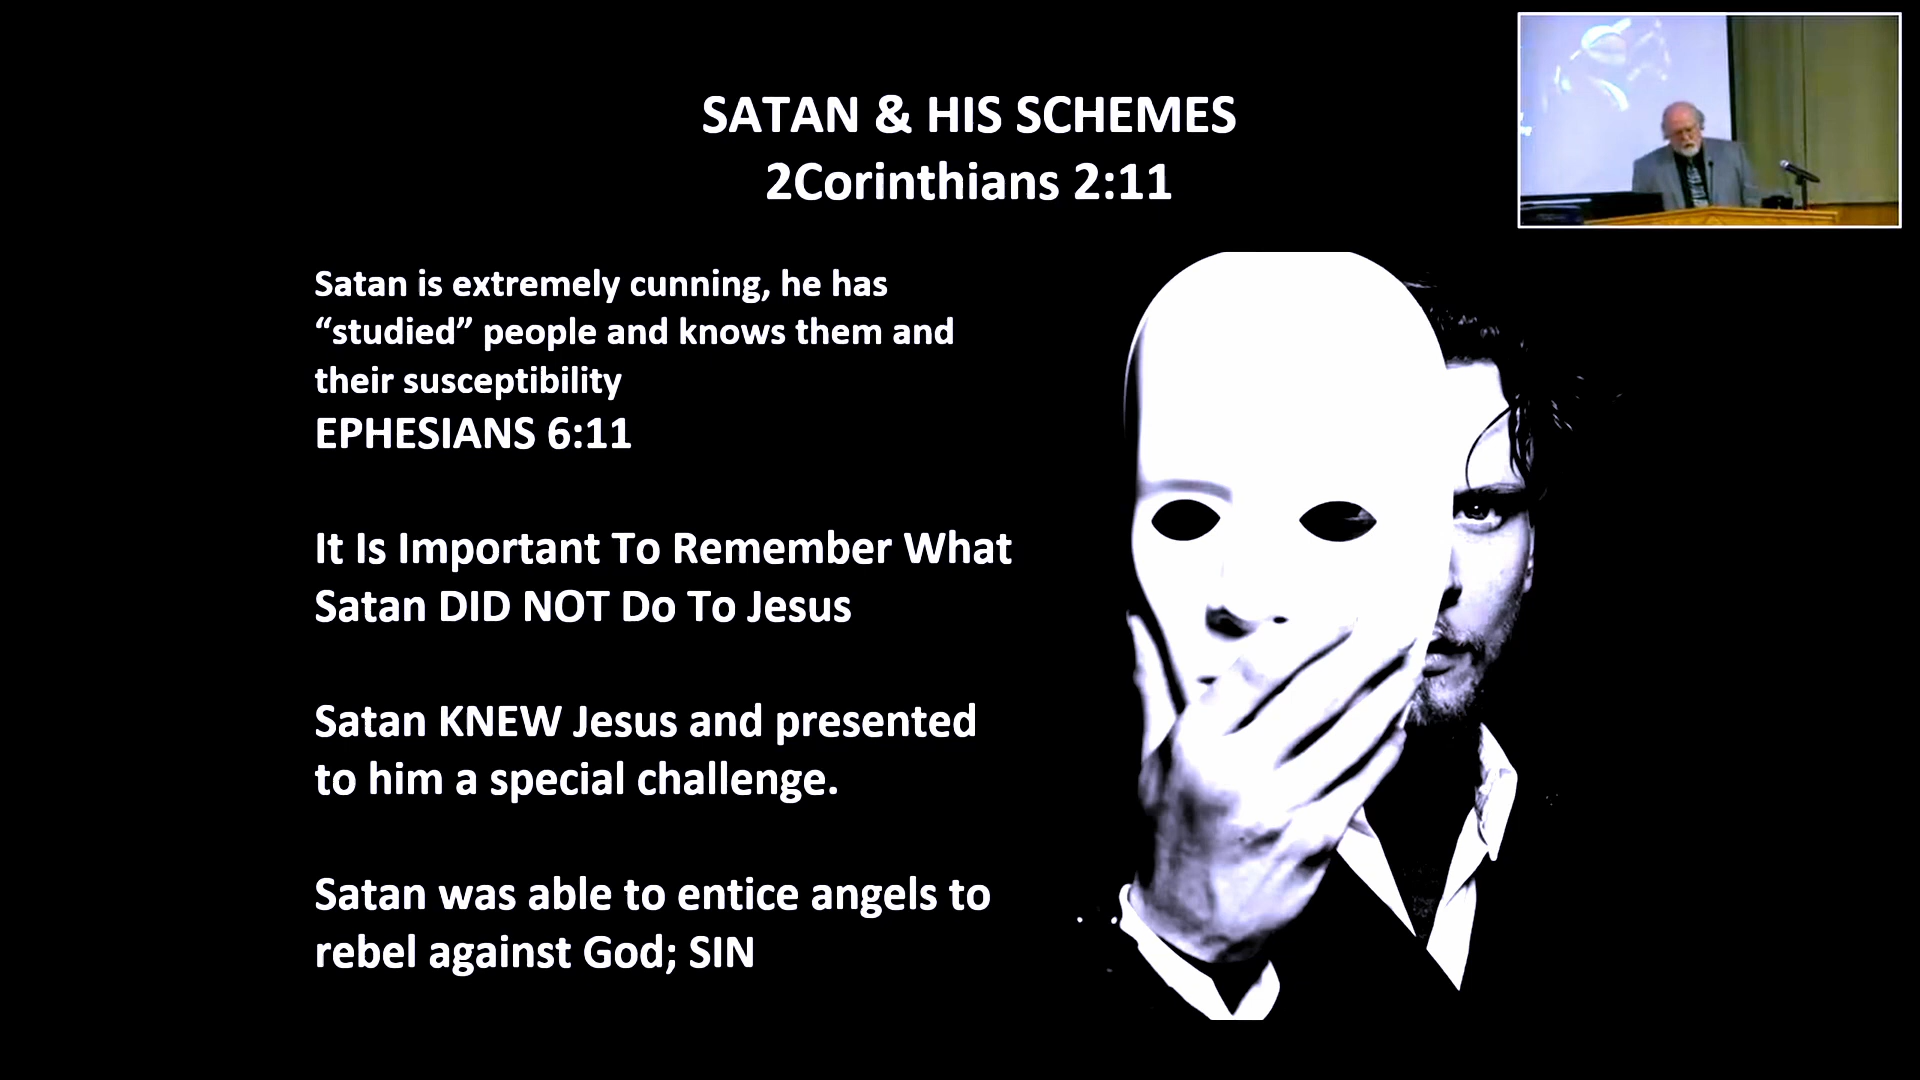 SATAN & HIS SCHEMES
2Corinthians 2:11
Satan is extremely cunning, he has
“studied” people and knows them and
their susceptibility
EPHESIANS 6:11
It Is Important To Remember What
Satan DID NOT Do To Jesus
Satan KNEW Jesus and presented
to him a special challenge.
Satan was able to entice angels to
rebel against God; SIN